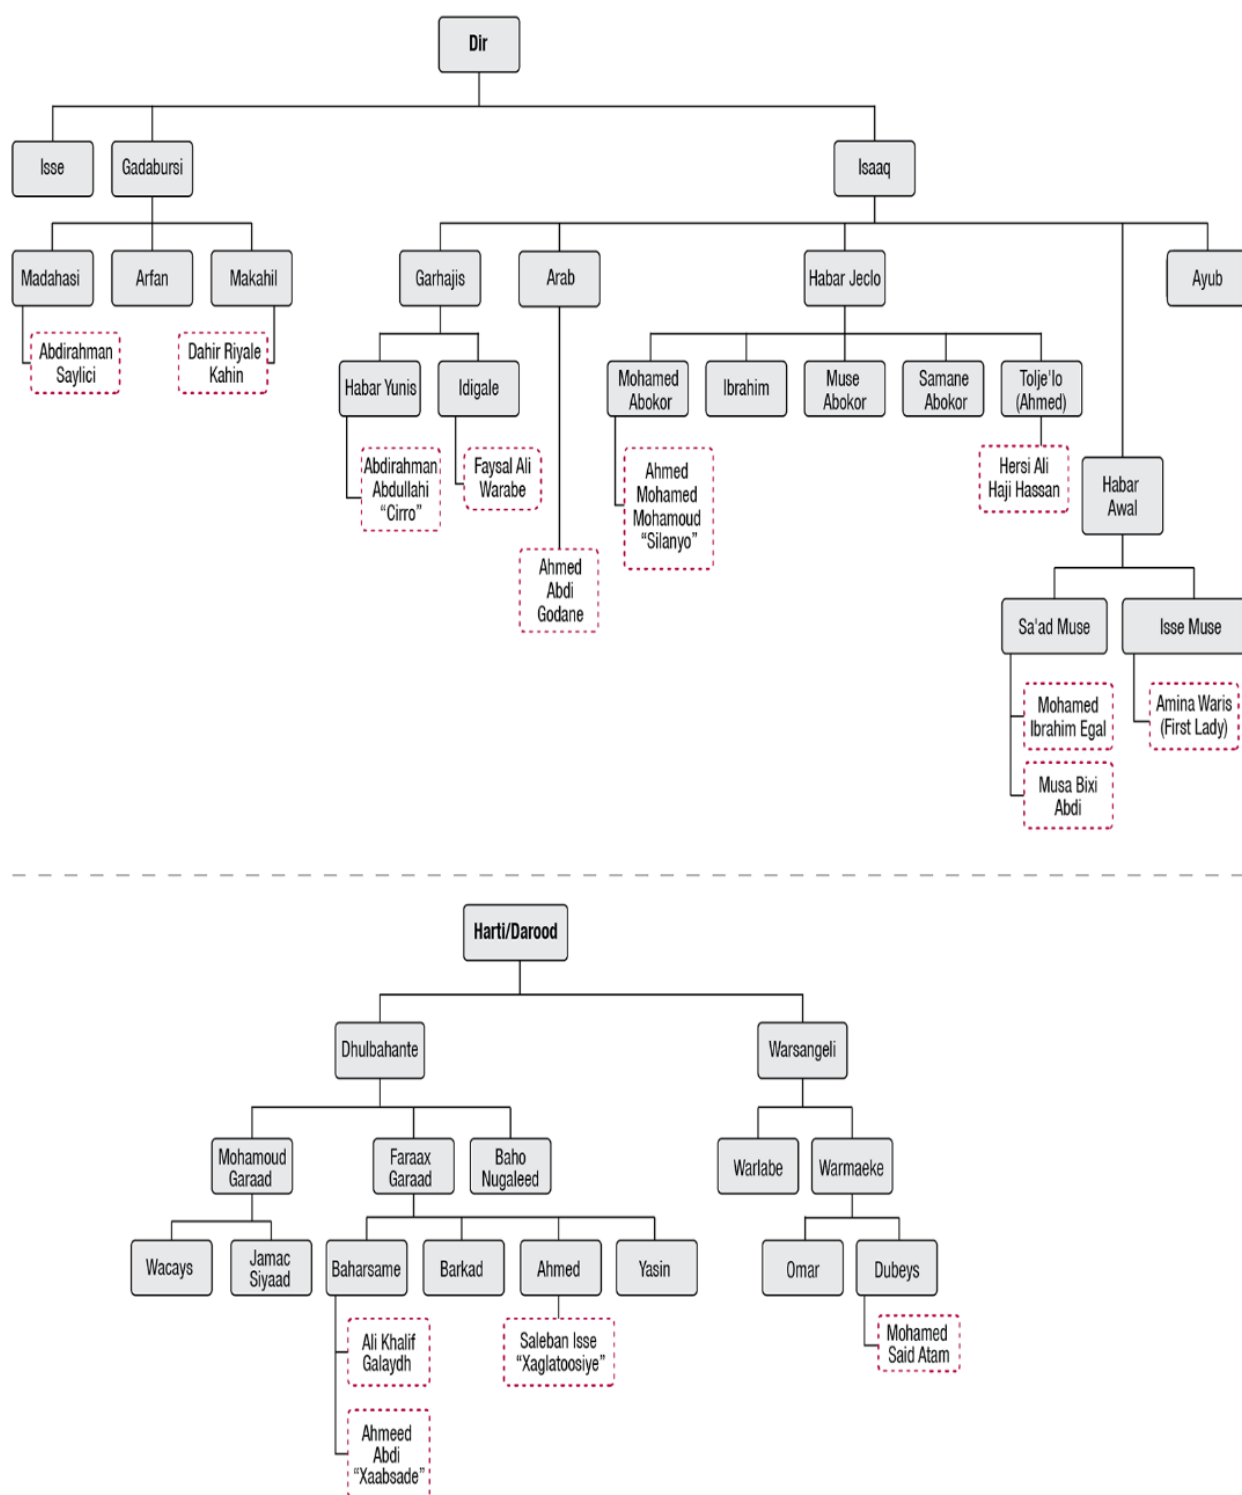 Dir
Isse
Gadabursi
Isaaq
Madahasi
Arfan
Makahil
Garhajis
Arab
Habar Jeclo
Ayub
Abdirahman
Saylici
Dahir Riyale
Kahin
Habar Yunis
Idigale
Mohamed
Abokor
Ibrahim
Muse
Abokor
Samane
Abokor
Tolje'lo
(Ahmed)
Abdirahman
Abdullahi
“Cirro”
Faysal Ali
Warabe
Ahmed
Mohamed
Mohamoud
“Silanyo”
Hersi Ali
Haji Hassan
Habar
Awal
Ahmed
Abdi
Godane
Sa'ad Muse
Isse Muse
Mohamed
Ibrahim Egal
Amina Waris
(First Lady)
Musa Bixi
Abdi
Harti/Darood
Dhulbahante
Warsangeli
Mohamoud
Garaad
Faraax
Garaad
Baho
Nugaleed
Warlabe
Warmaeke
Wacays
Jamac
Siyaad
Baharsame
Barkad
Ahmed
Yasin
Omar
Dubeys
Ali Khalif
Galaydh
Saleban Isse
“Xaglatoosiye”
Mohamed
Said Atam
Ahmeed
Abdi
“Xaabsade”